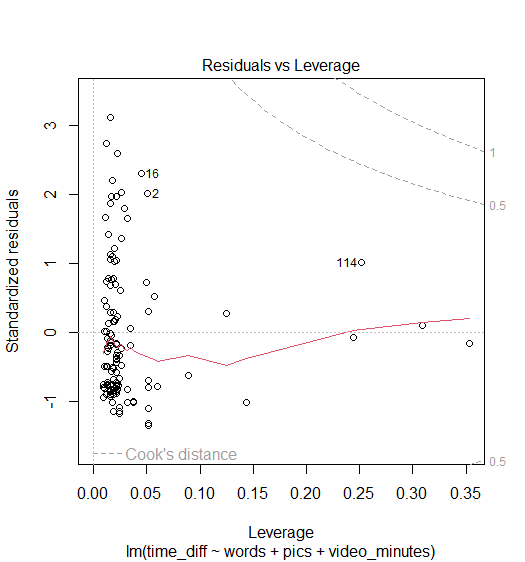 Residuals vs Leverage
Standardized residuals
3
2
1
0
-1
16
2
114
1
0.5
0.5
Cook's distance
0.00 0.05 0.10 0.15 0.20 0.25 0.30 0.35
Leverage
lm(time_diff ~ words + pics + video_minutes)